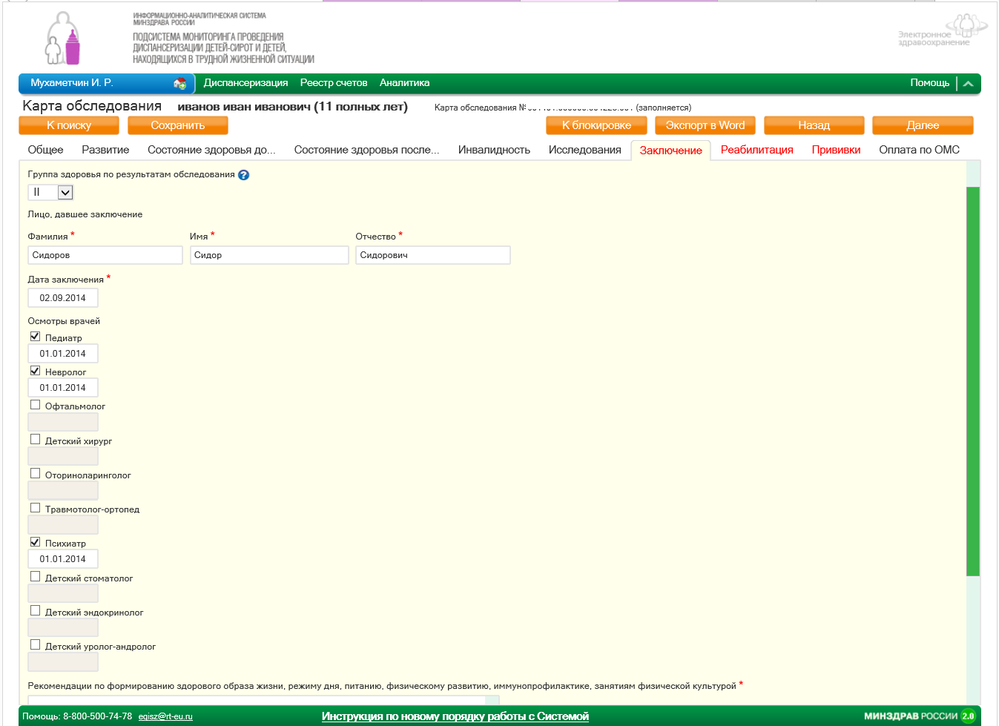 ИНФОРМАЦИОННО-АНАЛИТИЧЕСКАЯ СИСТЕМА
МИНЗДРАВА РОССИИ
ПОДСИСТЕМА МОНИТОРИНГА ПРОВЕДЕНИЯ
ДИСПАНСЕРИЗАЦИИ ДЕТЕЙ-СИРОТ И ДЕТЕЙ,
НАХОДЯЩИХСЯ В ТРУДНОЙ ЖИЗНЕННОЙ СИТУАЦИИ
Электронное
здравоохранение
Мухаметчин И. Р. Диспансеризация Реестр счетов Аналитика Помощь
Карта обследования иванов иван иванович (11 полных лет) Карта обследования № (заполняется)
К поиску Сохранить К блокировке Экспорт в Word Назад Далее
Общее Развитие Состояние здоровья до... Состояние здоровья после... Инвалидность Исследования Заключение Реабилитация Прививки Оплата по ОМС
Группа здоровья по результатам обследования ?
II
Лицо, давшее заключение
Фамилия * Имя * Отчество *
Сидоров Сидор Сидорович
Дата заключения *
02.09.2014
Осмотры врачей
Педиатр
01.01.2014
Невролог
01.01.2014
Офтальмолог
Детский хирург
Оториноларинголог
Травмотолог-ортопед
Психиатр
01.01.2014
Детский стоматолог
Детский эндокринолог
Детский уролог-андролог
Рекомендации по формированию здорового образа жизни, режиму дня, питанию, физическому развитию, иммунопрофилактике, занятиям физической культурой *
Помощь: 8-800-500-74-78 egisz@rt-eu.ru Инструкция по новому порядку работы с Системой МИНЗДРАВ РОССИИ 2.0